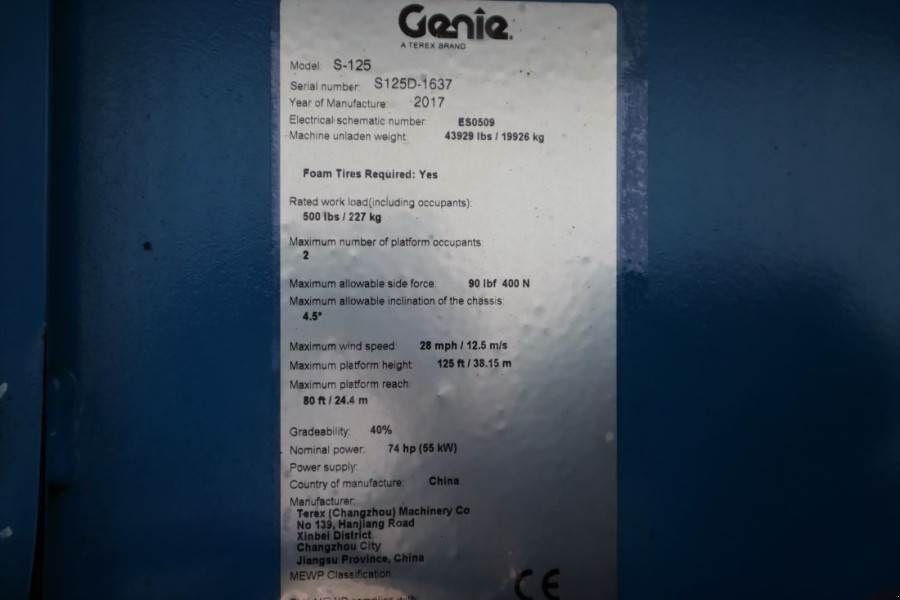 Genie
A TEREX BRAND
Model: S-125
Serial number: S125D-1637
Year of Manufacture: 2017
Electrical schematic number: ES0509
Machine unladen weight: 43929 lbs / 19926 kg
Foam Tires Required: Yes
Rated work load(including occupants):
500 lbs / 227 kg
Maximum number of platform occupants:
2
Maximum allowable side force: 90 lbf 400 N
Maximum allowable inclination of the chassis:
4.5°
Maximum wind speed: 28 mph / 12.5 m/s
Maximum platform height: 125 ft / 38.15 m
Maximum platform reach:
80 ft / 24.4 m
Gradeability: 40%
Nominal power: 74 hp (55 kW)
Power supply:
Country of manufacture: China
Manufacturer:
Terex (Changzhou) Machinery Co
No 139, Hanjiang Road
Xinbei District
Changzhou City
Jiangsu Province, China
MEWP Classification
CE